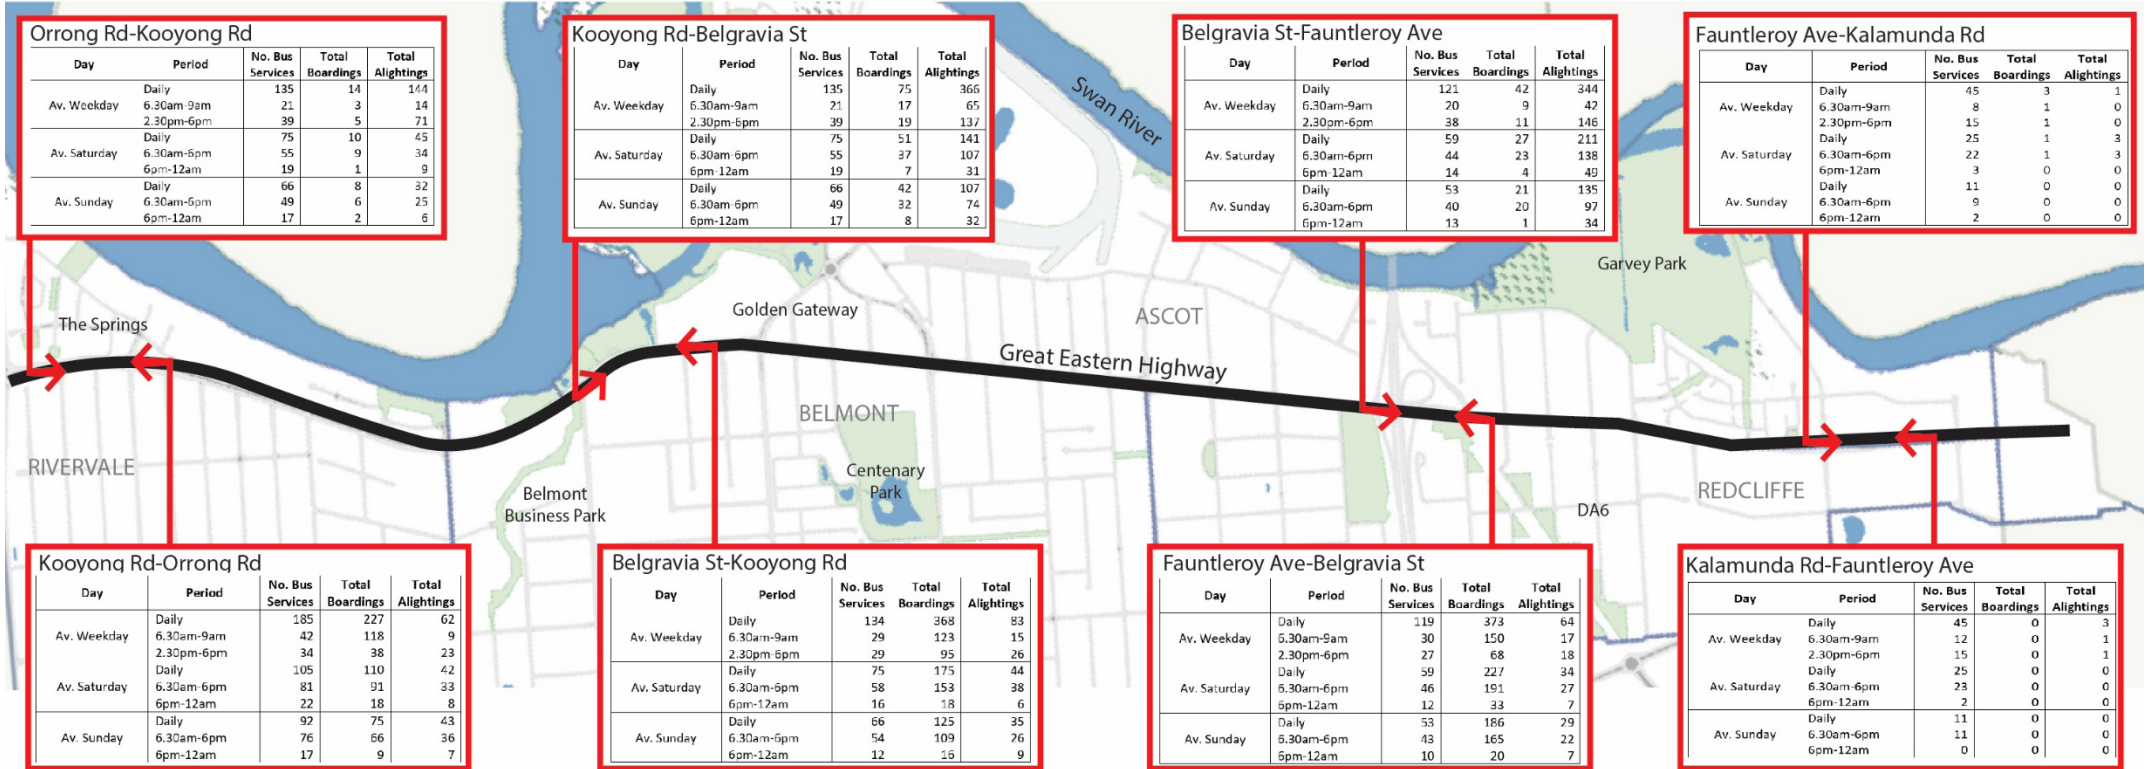 Orrong Rd-Kooyong Rd
Day Period No. Bus Services Total Boardings Total Alightings
Av. Weekday Daily 135 14 144
6.30am-9am 21 3 14
2.30pm-6pm 39 5 71
Av. Saturday Daily 75 10 45
6.30am-6pm 55 9 34
6pm-12am 19 1 9
Av. Sunday Daily 66 8 32
6.30am-6pm 49 6 25
6pm-12am 17 2 6
Kooyong Rd-Belgravia St
Day Period No. Bus Services Total Boardings Total Alightings
Av. Weekday Daily 135 75 366
6.30am-9am 21 17 65
2.30pm-6pm 39 19 137
Av. Saturday Daily 75 51 141
6.30am-6pm 55 37 107
6pm-12am 19 7 31
Av. Sunday Daily 66 42 107
6.30am-6pm 49 32 74
6pm-12am 17 8 32
Belgravia St-Fauntleroy Ave
Day Period No. Bus Services Total Boardings Total Alightings
Av. Weekday Daily 121 42 344
6.30am-9am 20 9 42
2.30pm-6pm 38 11 146
Av. Saturday Daily 59 27 211
6.30am-6pm 44 23 138
6pm-12am 14 4 49
Av. Sunday Daily 53 21 135
6.30am-6pm 40 20 97
6pm-12am 13 1 34
Fauntleroy Ave-Kalamunda Rd
Day Period No. Bus Services Total Boardings Total Alightings
Av. Weekday Daily 45 3 1
6.30am-9am 8 1 0
2.30pm-6pm 15 1 0
Av. Saturday Daily 25 1 3
6.30am-6pm 22 1 3
6pm-12am 3 0 0
Av. Sunday Daily 11 0 0
6.30am-6pm 9 0 0
6pm-12am 2 0 0
Swan River
Garvey Park
The Springs
Golden Gateway
ASCOT
Great Eastern Highway
BELMONT
RIVERVALE
Centenary
Park
Belmont
Business Park
REDCLIFFE
DA6
Kooyong Rd-Orrong Rd
Day Period No. Bus Services Total Boardings Total Alightings
Av. Weekday Daily 185 227 62
6.30am-9am 42 118 9
2.30pm-6pm 34 38 23
Av. Saturday Daily 105 110 42
6.30am-6pm 81 91 33
6pm-12am 22 18 8
Av. Sunday Daily 92 75 43
6.30am-6pm 76 66 36
6pm-12am 17 9 7
Belgravia St-Kooyong Rd
Day Period No. Bus Services Total Boardings Total Alightings
Av. Weekday Daily 134 368 83
6.30am-9am 29 123 15
2.30pm-6pm 29 95 26
Av. Saturday Daily 75 175 44
6.30am-6pm 58 153 38
6pm-12am 16 18 6
Av. Sunday Daily 66 125 35
6.30am-6pm 54 109 26
6pm-12am 12 16 9
Fauntleroy Ave-Belgravia St
Day Period No. Bus Services Total Boardings Total Alightings
Av. Weekday Daily 119 373 64
6.30am-9am 30 150 17
2.30pm-6pm 27 68 18
Av. Saturday Daily 59 227 34
6.30am-6pm 46 191 27
6pm-12am 12 33 7
Av. Sunday Daily 53 186 29
6.30am-6pm 43 165 22
6pm-12am 10 20 7
Kalamunda Rd-Fauntleroy Ave
Day Period No. Bus Services Total Boardings Total Alightings
Av. Weekday Daily 45 0 3
6.30am-9am 12 0 1
2.30pm-6pm 15 0 1
Av. Saturday Daily 25 0 0
6.30am-6pm 23 0 0
6pm-12am 2 0 0
Av. Sunday Daily 11 0 0
6.30am-6pm 11 0 0
6pm-12am 0 0 0